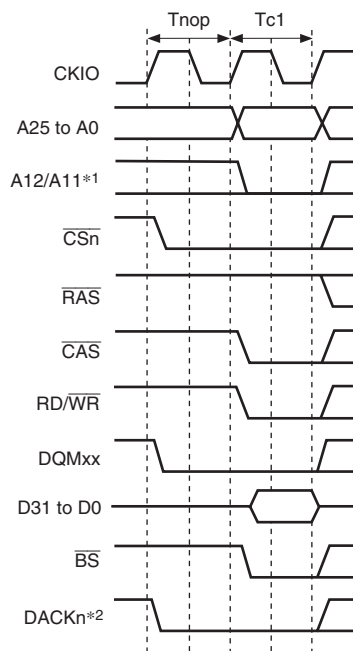 Tnop Tc1
CKIO
A25 to A0
A12/A11*1
CSn
RAS
CAS
RD/WR
DQMxx
D31 to D0
BS
DACKn*2